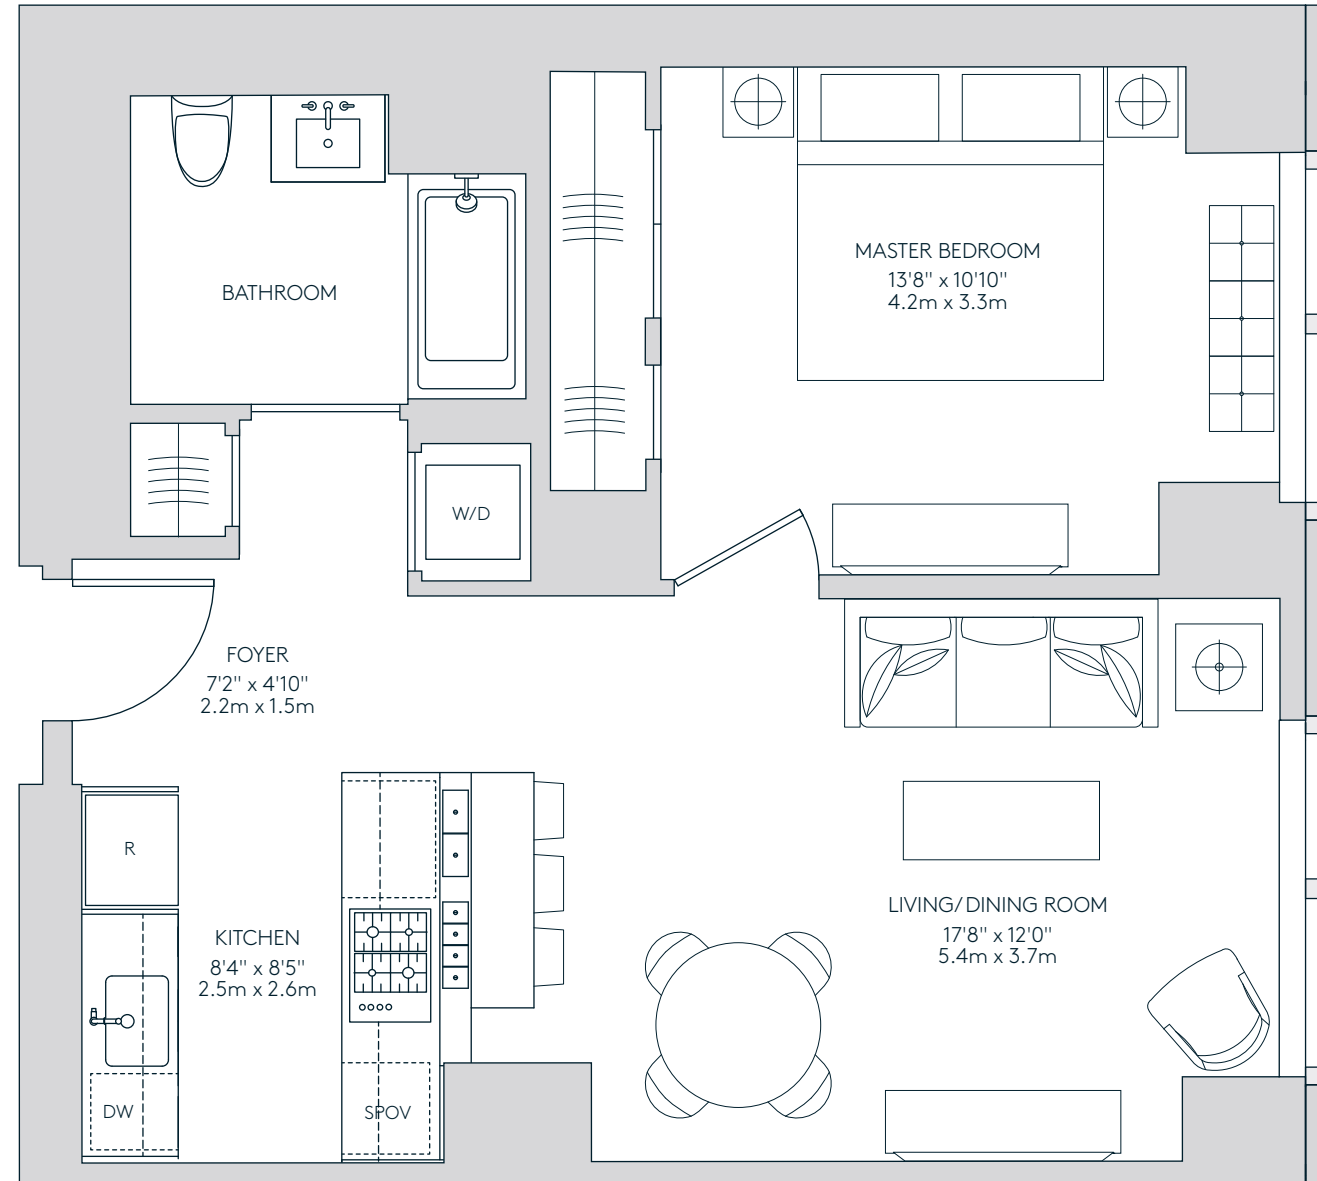 MASTER BEDROOM
13'8" x 10'10"
4.2m x 3.3m
BATHROOM
W/D
FOYER
7'2" x 4'10"
2.2m x 1.5m
R
LIVING/DINING ROOM
17'8" x 12'0"
5.4m x 3.7m
KITCHEN
8'4" x 8'5"
2.5m x 2.6m
DW
SPOV